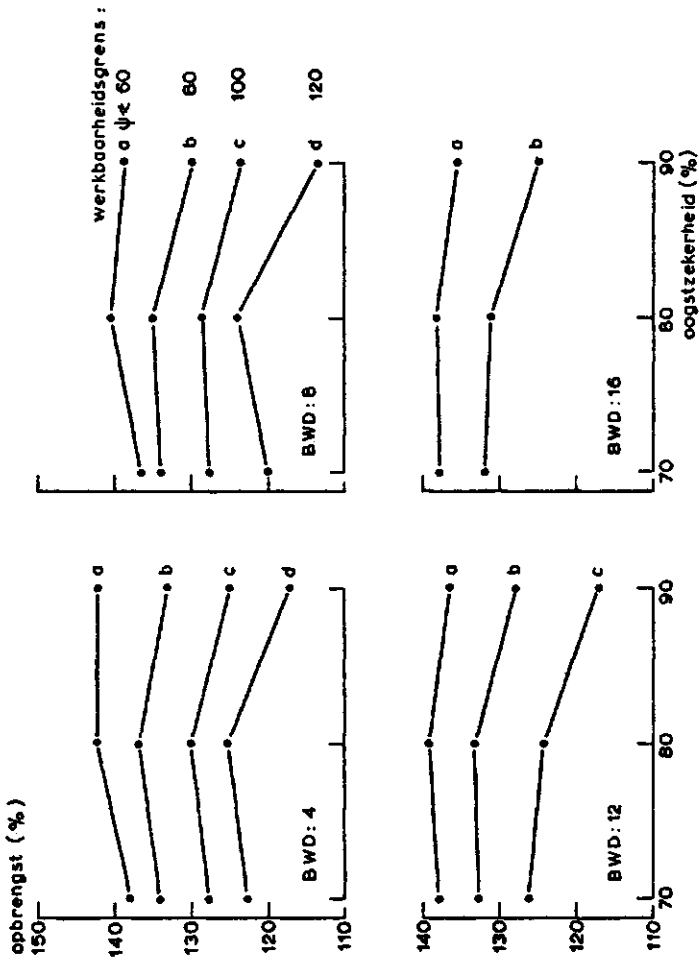 opbrengst (%)
150
140
130
120
110
a
b
c
d
BWD: 4
werkbaarheidsgrens :
a ψ < 60
b 80
c 100
d 120
BWD: 8
140
130
120
110
a
b
c
BWD: 12
a
b
BWD: 16
70 80 90
70 80 90
oogstzekerheid (%)